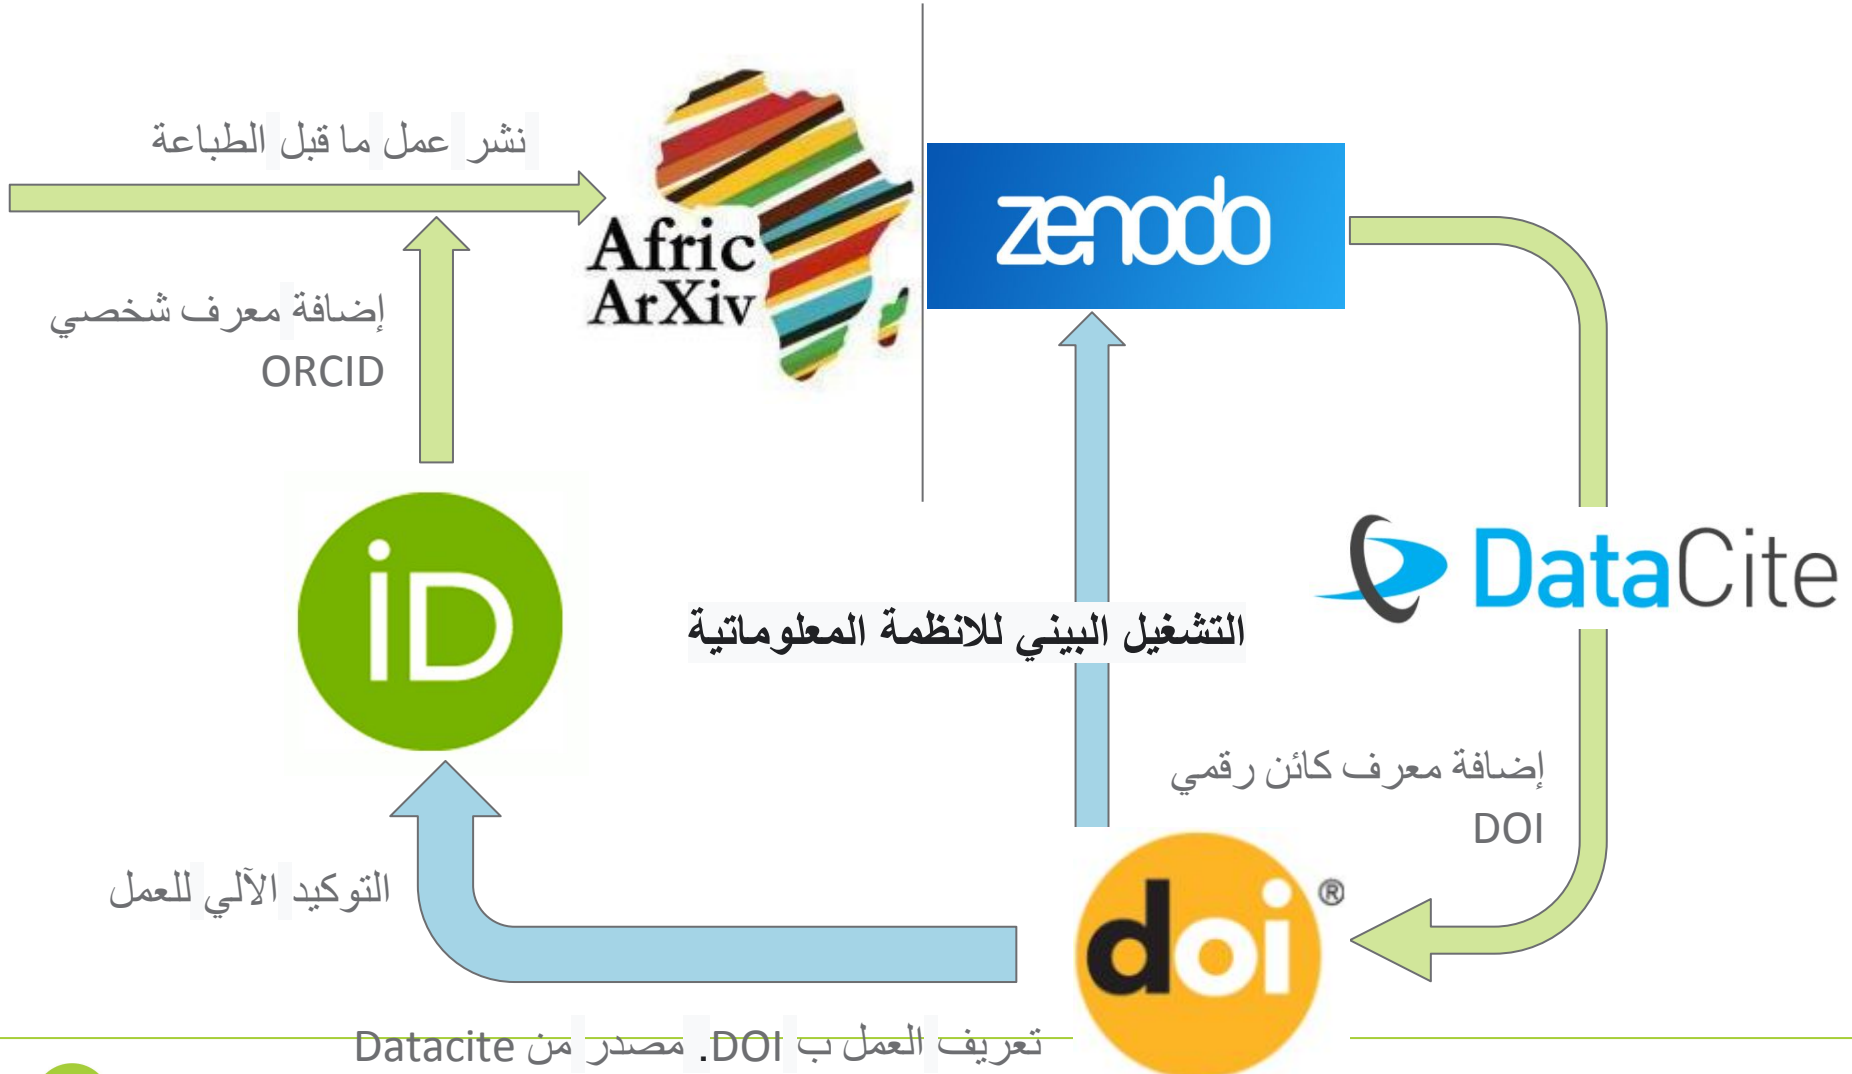 نشر عمل ما قبل الطباعة
Afric
ArXiv
zenodo
إضافة معرف شخصي
ORCID
iD
DataCite
التشغيل البيني للانظمة المعلوماتية
إضافة معرف كائن رقمي
DOI
التوكيد الآلي للعمل
doi®
تعريف العمل ب DOI. مصدر من Datacite